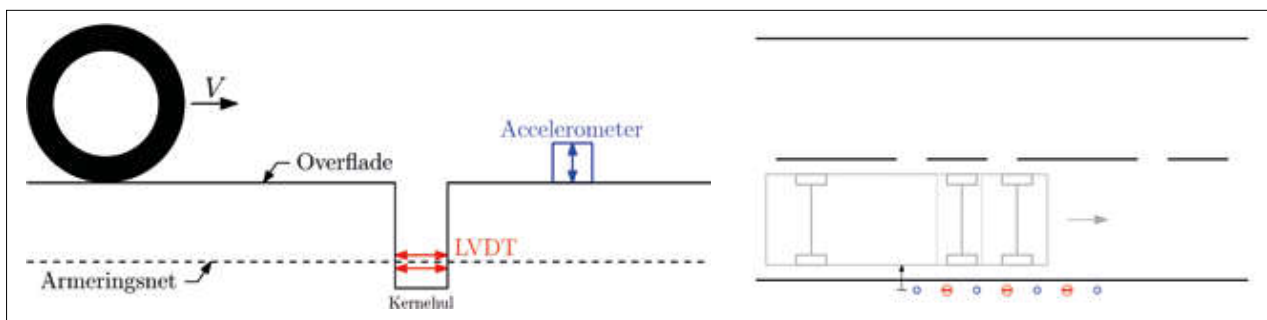 V
Accelerometer
Overflade
LVDT
Armeringsnet
Kernehul